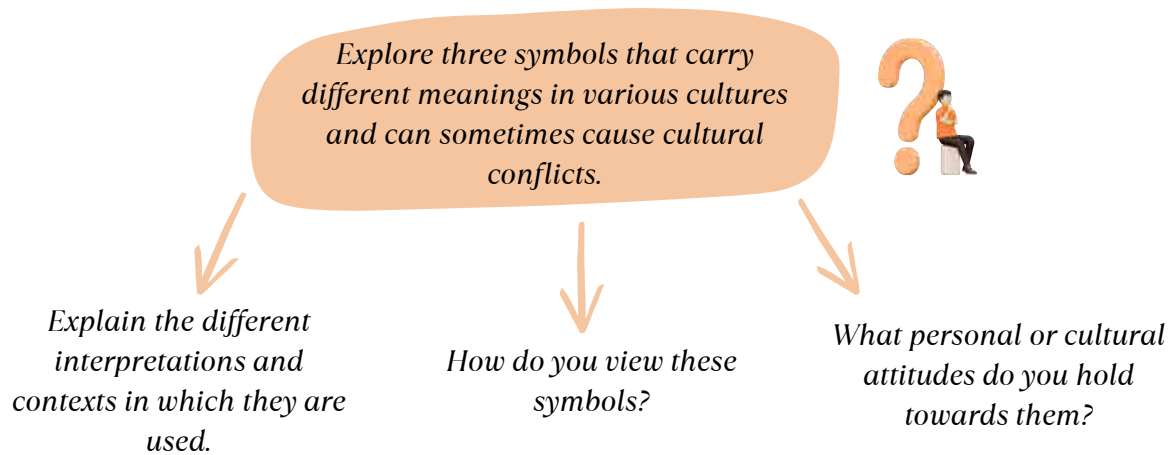 Explore three symbols that carry
different meanings in various cultures
and can sometimes cause cultural
conflicts.
Explain the different
interpretations and
contexts in which they are
used.
How do you view these
symbols?
What personal or cultural
attitudes do you hold
towards them?